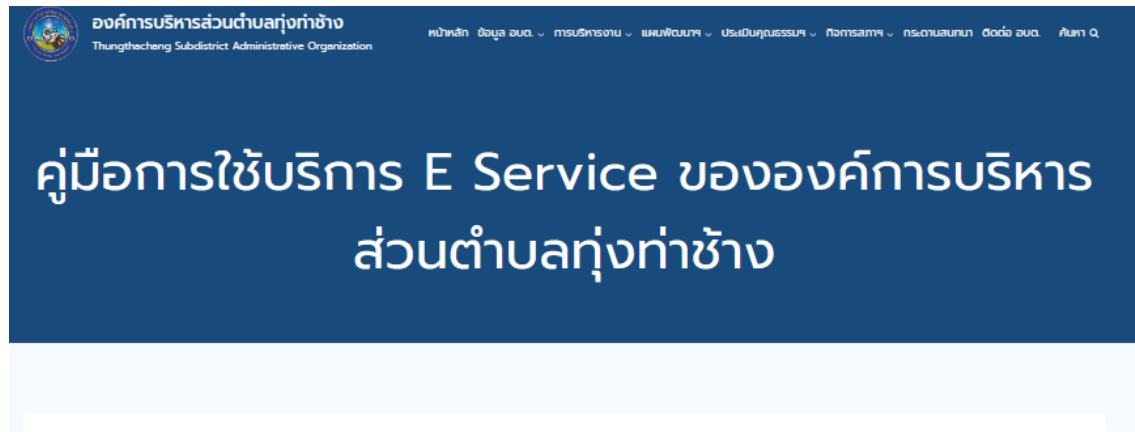 องค์การบริหารส่วนตำบลทุ่งท่าช้าง
Thungthachang Subdistrict Administrative Organization
หน้าหลัก ข้อมูล อบต. การบริหารงาน แผนพัฒนาฯ ประเมินคุณธรรมฯ กิจการสภาฯ กระดานสนทนา ติดต่อ อบต. ค้นหา
คู่มือการใช้บริการ E Service ขององค์การบริหาร
ส่วนตำบลทุ่งท่าช้าง